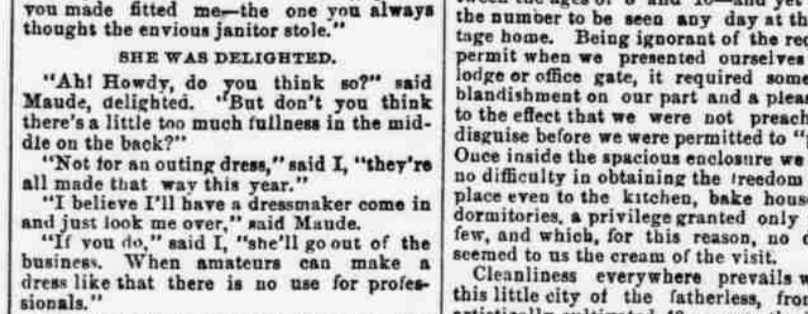 you made fitted me—the one you always
thought the envious janitor stole."
SHE WAS DELIGHTED.
"Ah! Howdy, do you think so?" said
Maude, delighted. "But don't you think
there's a little too much fullness in the mid-
dle on the back?"
"Not for an outing dress," said I, "they're
all made that way this year."
"I believe I'll have a dressmaker come in
and just look me over," said Maude.
"If you do," said I, "she'll go out of the
business. When amateurs can make a
dress like that there is no use for profes-
sionals."
the number to be seen any day at
tage home. Being ignorant of the
permit when we presented ourselves
lodge or office gate, it required
blandishment on our part and a
to the effect that we were not
disguise before we were permitted to
Once inside the spacious enclosure we
no difficulty in obtaining the freedom
place even to the kitchen, bake
dormitories, a privilege granted only
few, and which, for this reason, no
seemed to us the cream of the visit.
Cleanliness everywhere prevails
this little city of the fatherless,